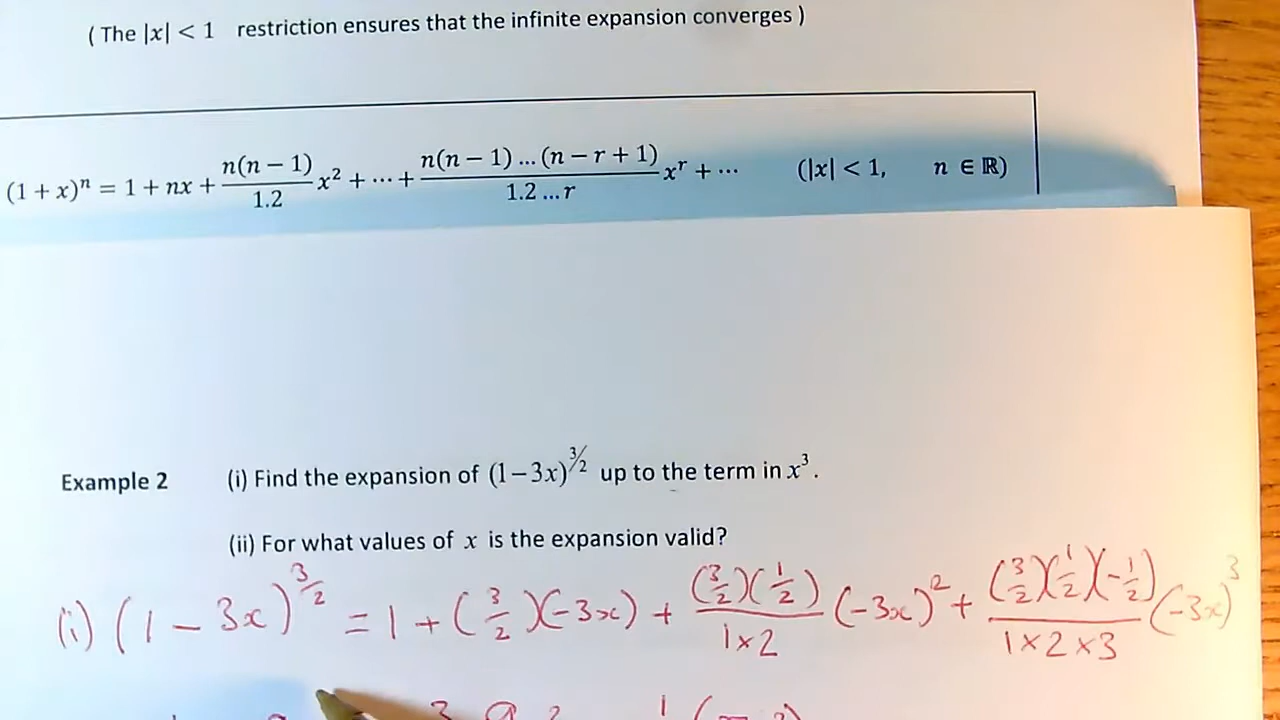 ( The |x| < 1 restriction ensures that the infinite expansion converges )
(1 + x)ⁿ = 1 + nx + n(n − 1)/1.2 x² + ⋯ + n(n − 1) … (n − r + 1)/1.2 … r xʳ + ⋯ (|x| < 1, n ∈ ℝ)
Example 2 (i) Find the expansion of (1−3x)^3/2 up to the term in x³.
(ii) For what values of x is the expansion valid?
(i) (1 − 3x)^3/2 = 1 + (3/2)(−3x) + (3/2)(1/2)/1×2 (−3x)² + (3/2)(1/2)(−1/2)/1×2×3 (−3x)³